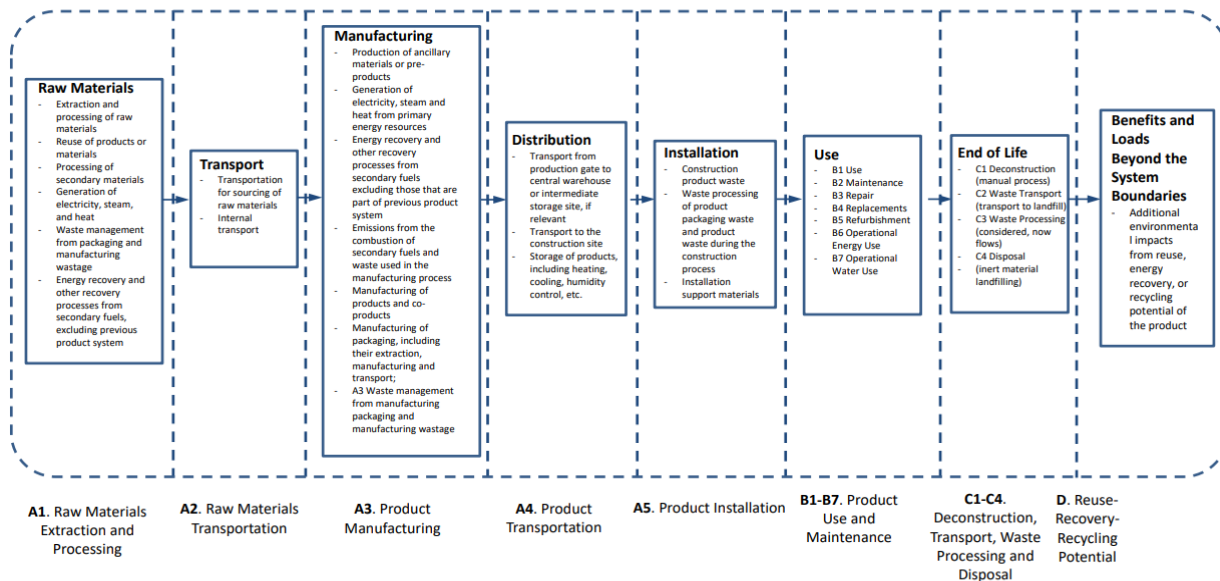 Raw Materials
- Extraction and
processing of raw
materials
- Reuse of products or
materials
- Processing of
secondary materials
- Generation of
electricity, steam, and
heat
- Waste management
from packaging and
manufacturing
wastage
- Energy recovery and
other recovery
processes from
secondary fuels,
excluding previous
product system
Transport
- Transportation
for sourcing of
raw materials
- Internal
transport
Manufacturing
- Production of ancillary
materials or pre-
products
- Generation of
electricity, steam and
heat from primary
energy resources
- Energy recovery and
other recovery
processes from
secondary fuels
excluding those that are
part of previous product
system
- Emissions from the
combustion of
secondary fuels and
waste used in the
manufacturing process
- Manufacturing of
products and co-
products
- Manufacturing of
packaging, including
their extraction,
manufacturing and
transport;
- A3 Waste management
from manufacturing
packaging and
manufacturing wastage
Distribution
- Transport from
production gate to
central warehouse
or intermediate
storage site, if
relevant
- Transport to the
construction site
- Storage of products,
including heating,
cooling, humidity
control, etc.
Installation
- Construction
product waste
- Waste processing
of product
packaging waste
and product
waste during the
construction
process
- Installation
support materials
Use
- B1 Use
- B2 Maintenance
- B3 Repair
- B4 Replacements
- B5 Refurbishment
- B6 Operational
Energy Use
- B7 Operational
Water Use
End of Life
- C1 Deconstruction
(manual process)
- C2 Waste Transport
(transport to landfill)
- C3 Waste Processing
(considered, now
flows)
- C4 Disposal
- (inert material
landfilling)
Benefits and
Loads
Beyond the
System
Boundaries
- Additional
environmenta
l impacts
from reuse,
energy
recovery, or
recycling
potential of
the product
A1. Raw Materials
Extraction and
Processing
A2. Raw Materials
Transportation
A3. Product
Manufacturing
A4. Product
Transportation
A5. Product Installation
B1-B7. Product
Use and
Maintenance
C1-C4.
Deconstruction,
Transport, Waste
Processing and
Disposal
D. Reuse-
Recovery-
Recycling
Potential